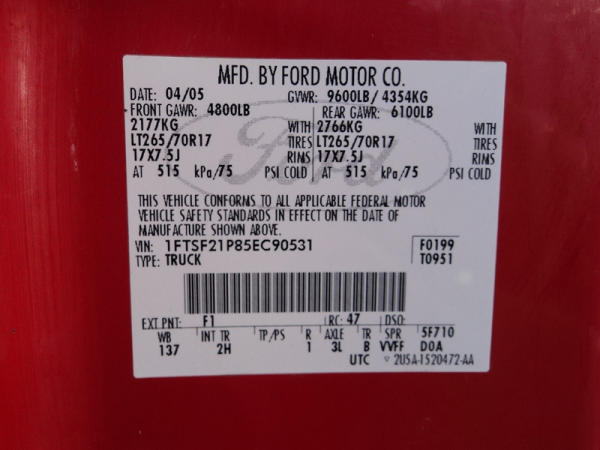 MFD. BY FORD MOTOR CO.
DATE: 04/05 GVWR: 9600LB/ 4354KG
FRONT GAWR: 4800LB REAR GAWR: 6100LB
2177KG WITH 2766KG WITH
LT265/70R17 TIRES LT265/70R17 TIRES
17X7.5J RIMS 17X7.5J RIMS
AT 515 kPa/75 PSI COLD AT 515 kPa/75 PSI COLD
THIS VEHICLE CONFORMS TO ALL APPLICABLE FEDERAL MOTOR
VEHICLE SAFETY STANDARDS IN EFFECT ON THE DATE OF
MANUFACTURE SHOWN ABOVE.
VIN: 1FTSF21P85EC90531 F0199
TYPE: TRUCK T0951
EXT PNT: F1 RC: 47 DSO:
WB INT TR TP/PS R AXLE TR SPR 5F710
137 2H 1 3L B VVFF DOA
UTC ▽ 2U5A-1520472-AA
Ford